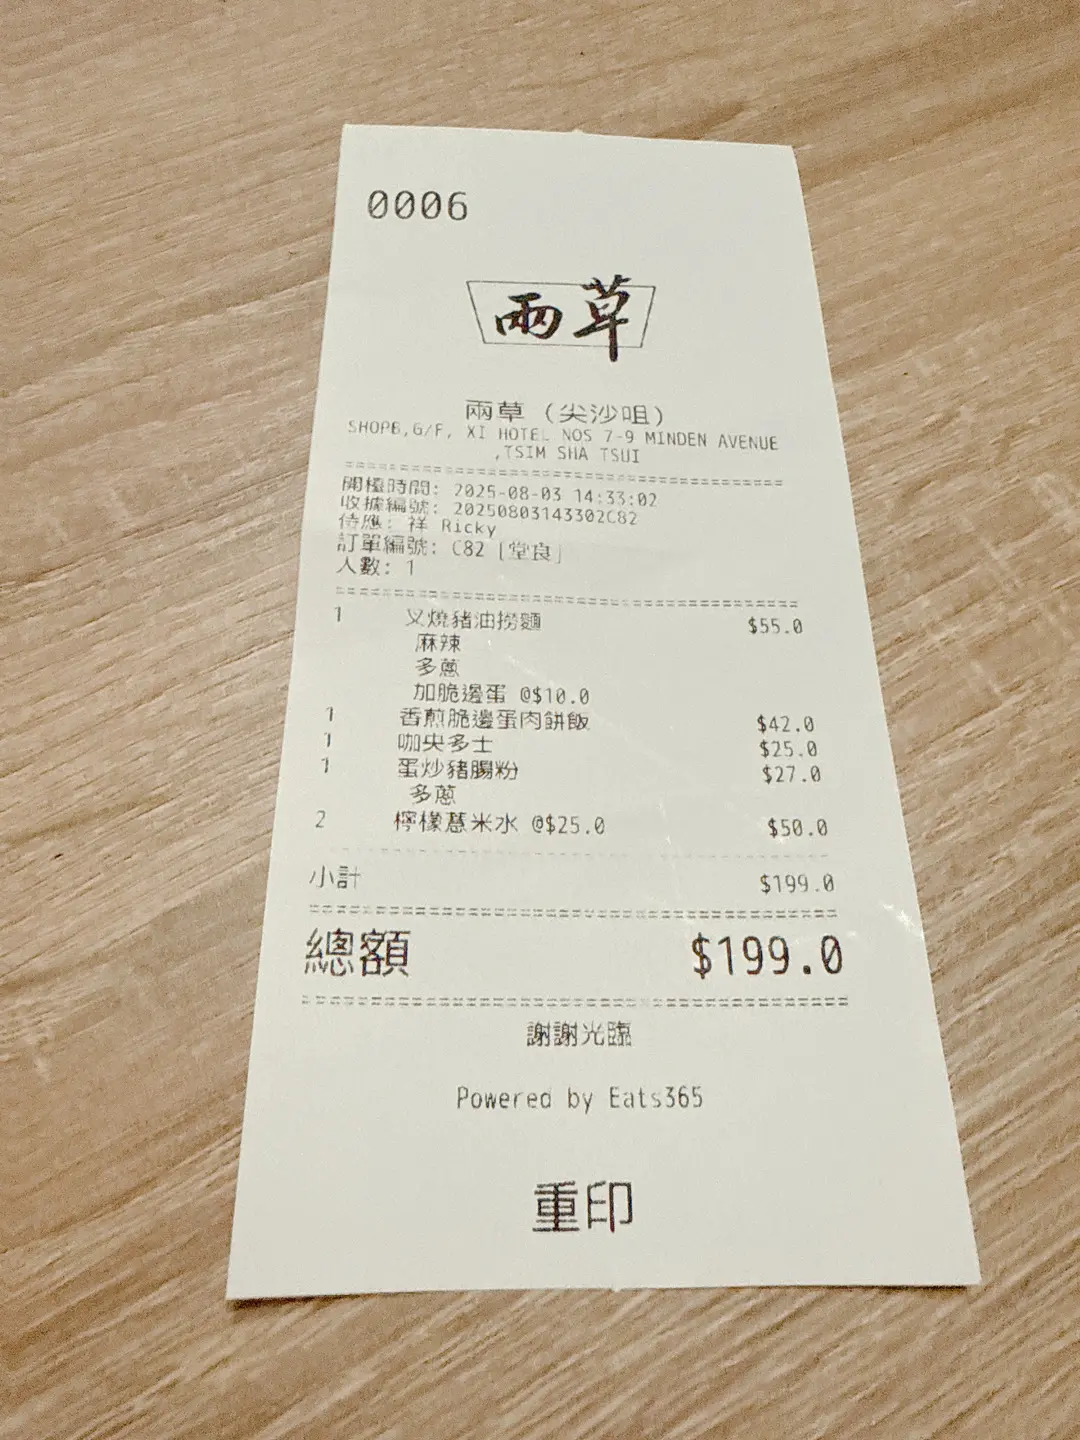 0006
兩草
兩草 (尖沙咀)
SHOPB,G/F, XI HOTEL NOS 7-9 MINDEN AVENUE
,TSIM SHA TSUI
開檯時間: 2025-08-03 14:33:02
收據編號: 20250803143302C82
侍應: 祥 Ricky
訂單編號: C82 [堂食]
人數: 1
1 叉燒豬油撈麵 $55.0
麻辣
多蔥
加脆邊蛋 @$10.0
1 香煎脆邊蛋肉餅飯 $42.0
1 咖央多士 $25.0
1 蛋炒豬腸粉 $27.0
多蔥
2 檸檬薏米水 @$25.0 $50.0
小計 $199.0
總額 $199.0
謝謝光臨
Powered by Eats365
重印